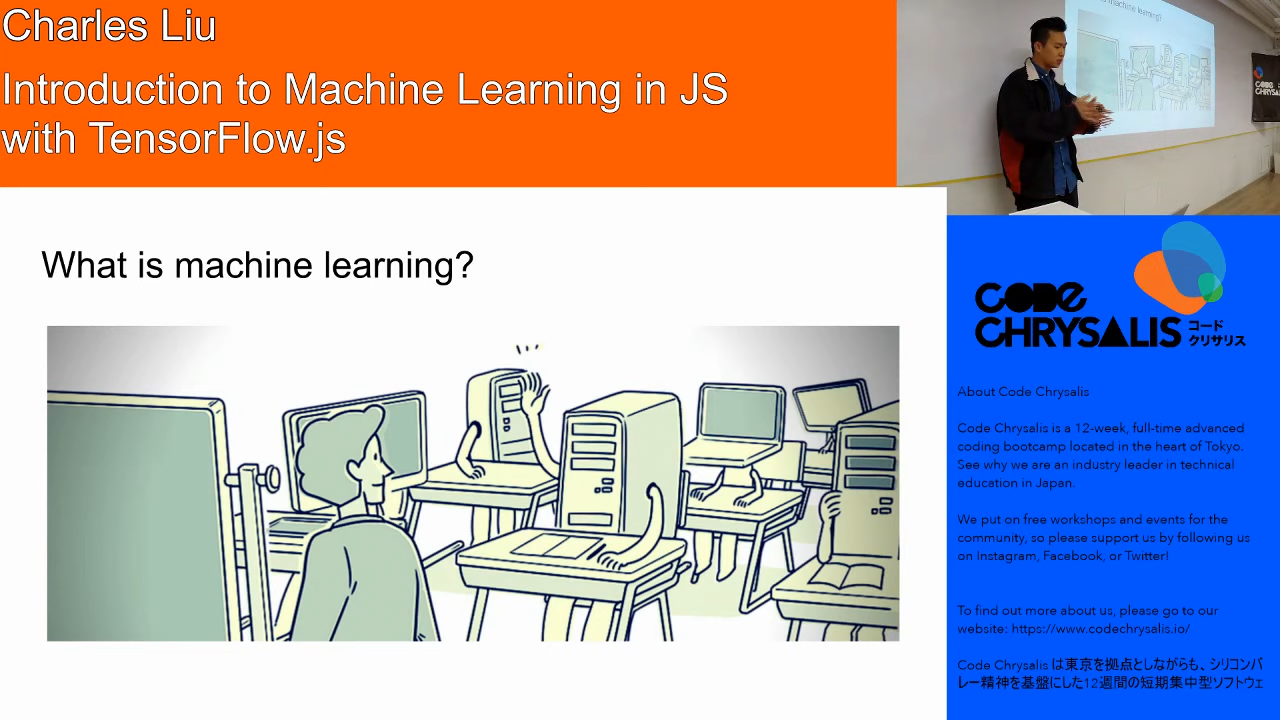 Charles Liu
Introduction to Machine Learning in JS
with TensorFlow.js
machine learning?
CODE
CHRYSALIS
What is machine learning?
CODE
CHRYSALIS
コード
クリサリス
About Code Chrysalis
Code Chrysalis is a 12-week, full-time advanced
coding bootcamp located in the heart of Tokyo.
See why we are an industry leader in technical
education in Japan.
We put on free workshops and events for the
community, so please support us by following us
on Instagram, Facebook, or Twitter!
To find out more about us, please go to our
website: https://www.codechrysalis.io/
Code Chrysalis は東京を拠点としながらも、シリコンバ
レー精神を基盤にした12週間の短期集中型ソフトウェ